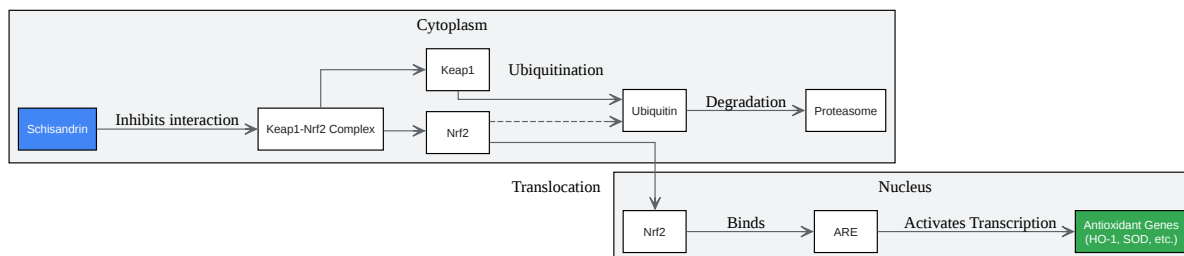 Cytoplasm
Keap1
Ubiquitination
Schisandrin
Inhibits interaction
Keap1-Nrf2 Complex
Nrf2
Ubiquitin
Degradation
Proteasome
Translocation
Nucleus
Nrf2
Binds
ARE
Activates Transcription
Antioxidant Genes
(HO-1, SOD, etc.)